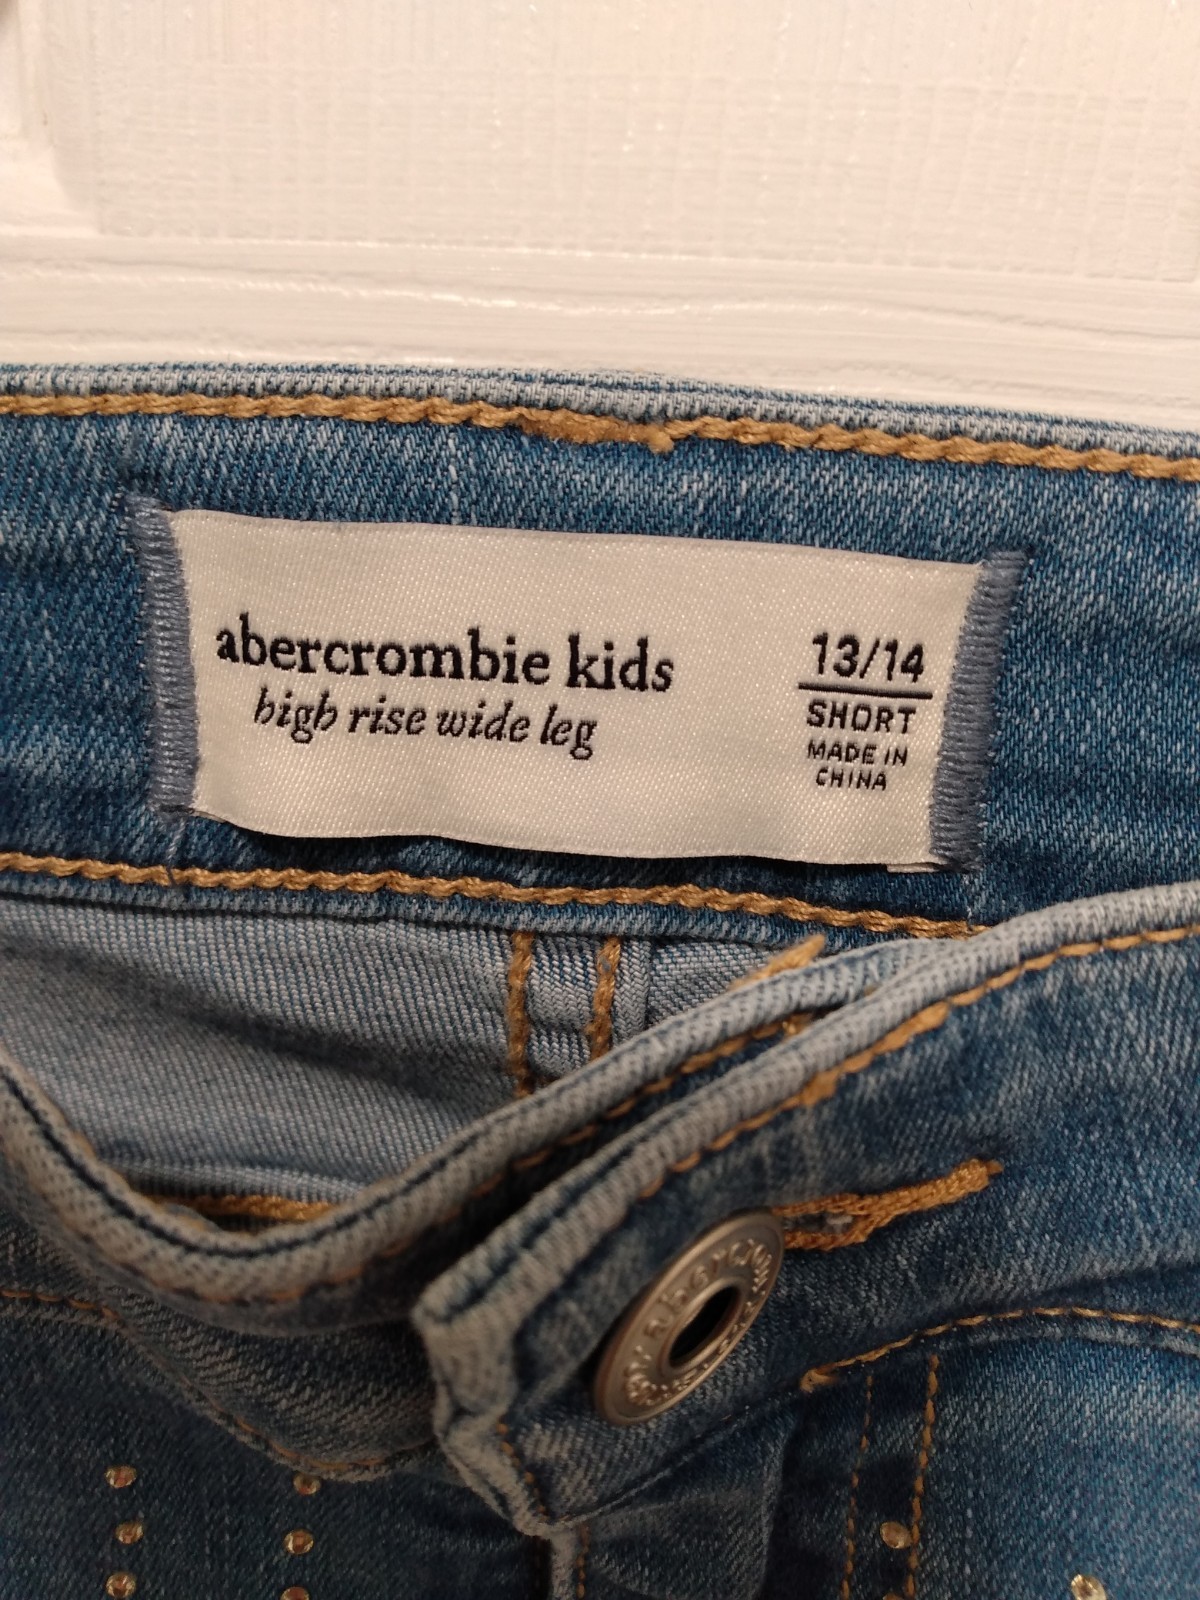 abercrombie kids
high rise wide leg
13/14
SHORT
MADE IN
CHINA